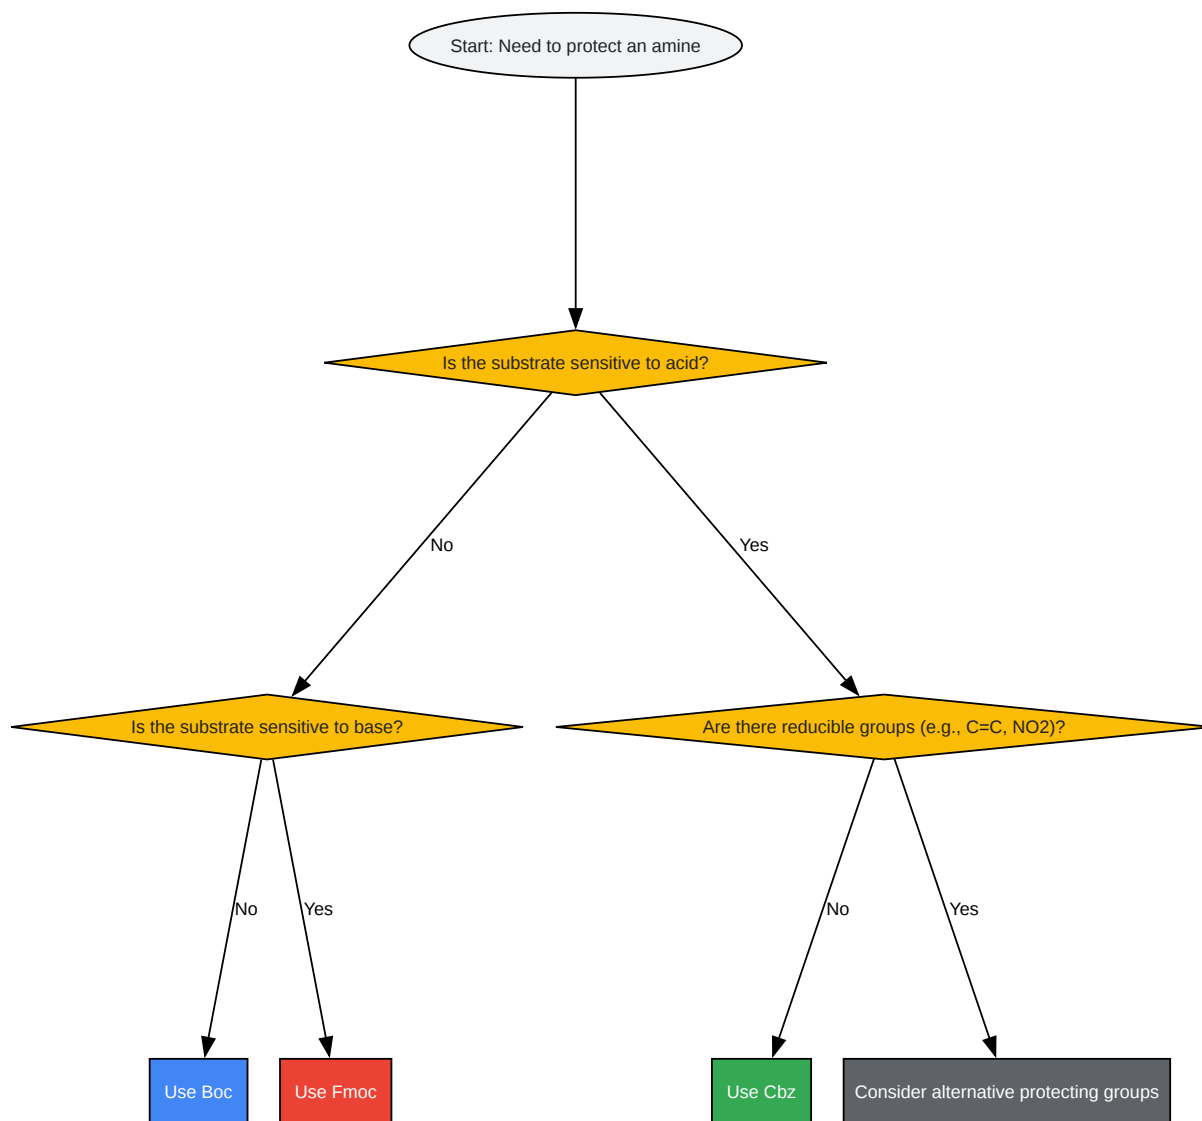 Start: Need to protect an amine
Is the substrate sensitive to acid?
No
Yes
Is the substrate sensitive to base?
Are there reducible groups (e.g., C=C, NO2)?
No
Yes
No
Yes
Use Boc
Use Fmoc
Use Cbz
Consider alternative protecting groups